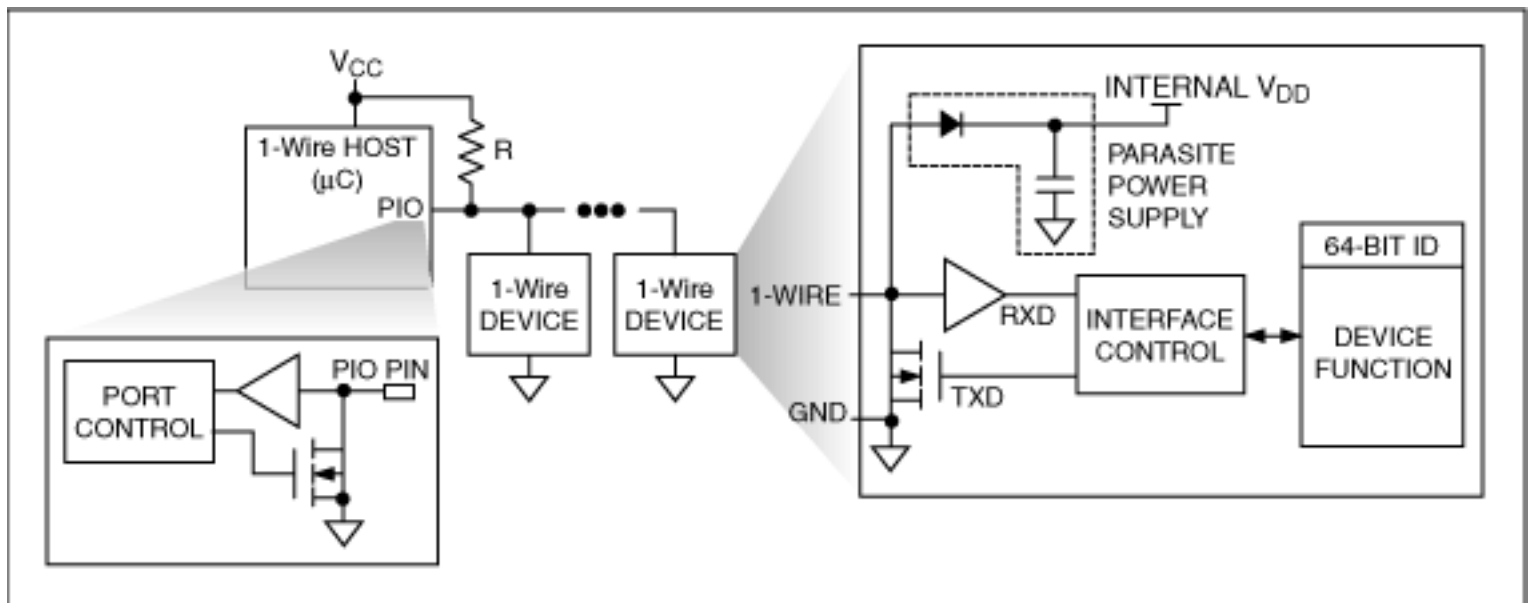 VCC
1-Wire HOST
(μC)
PIO
R
1-Wire
DEVICE
1-Wire
DEVICE
PORT
CONTROL
PIO PIN
INTERNAL VDD
PARASITE
POWER
SUPPLY
1-WIRE
RXD
TXD
GND
INTERFACE
CONTROL
64-BIT ID
DEVICE
FUNCTION